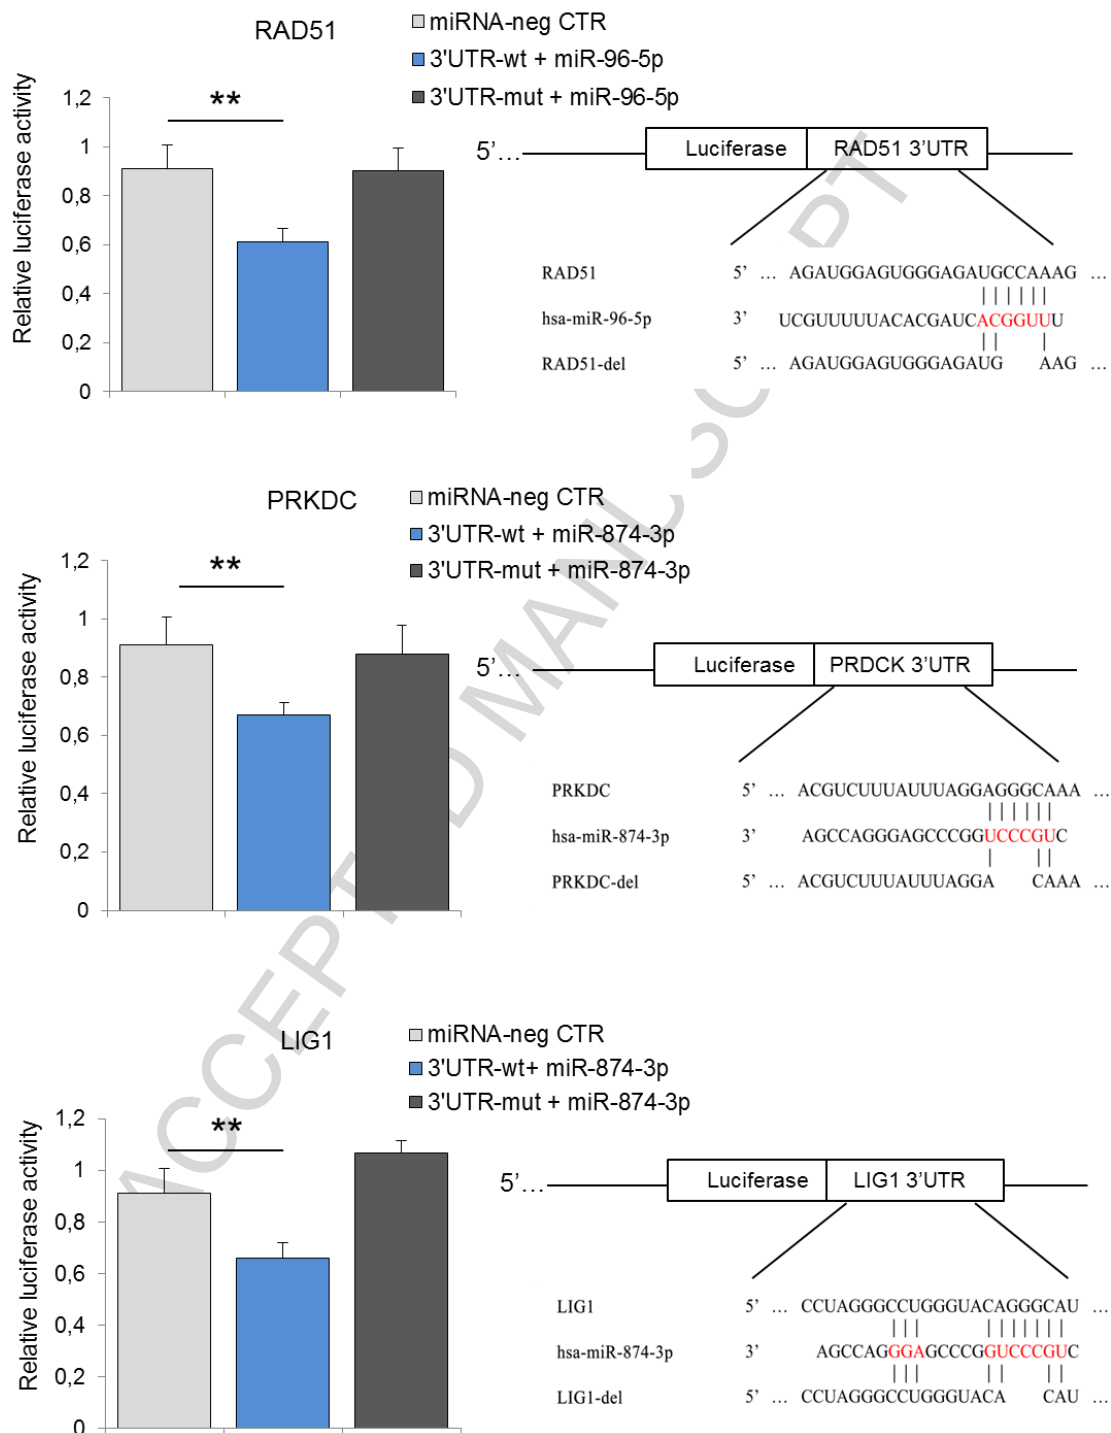 RAD51
miRNA-neg CTR
3'UTR-wt + miR-96-5p
3'UTR-mut + miR-96-5p
Relative luciferase activity
1,2
1
0,8
0,6
0,4
0,2
0
**
5'...
Luciferase
RAD51 3'UTR
RAD51 5' ... AGAUGGAGUGGGAGAUGCCAAAG ...
hsa-miR-96-5p 3' UCGUUUUUACACGAUCACGGUUU
RAD51-del 5' ... AGAUGGAGUGGGAGAUG AAG ...
PRKDC
miRNA-neg CTR
3'UTR-wt + miR-874-3p
3'UTR-mut + miR-874-3p
Relative luciferase activity
1,2
1
0,8
0,6
0,4
0,2
0
**
5'...
Luciferase
PRDCK 3'UTR
PRKDC 5' ... ACGUCUUUAUUUAGGAGGGCAAA ...
hsa-miR-874-3p 3' AGCCAGGGAGCCCGGUCCCGUC
PRKDC-del 5' ... ACGUCUUUAUUUAGGA CAAA ...
LIG1
miRNA-neg CTR
3'UTR-wt+ miR-874-3p
3'UTR-mut + miR-874-3p
Relative luciferase activity
1,2
1
0,8
0,6
0,4
0,2
0
**
5'...
Luciferase
LIG1 3'UTR
LIG1 5' ... CCUAGGGCCUGGGUACAGGGCAU ...
hsa-miR-874-3p 3' AGCCAGGGAGCCCGGUCCCGUC
LIG1-del 5' ... CCUAGGGCCUGGGUACA CAU ...
ACCEPTED MANUSCRIPT